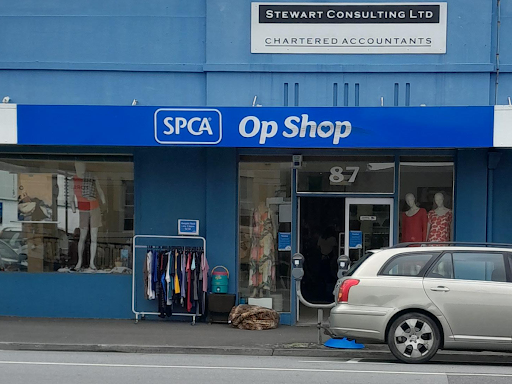 STEWART CONSULTING LTD
CHARTERED ACCOUNTANTS
SPCA Op Shop
87